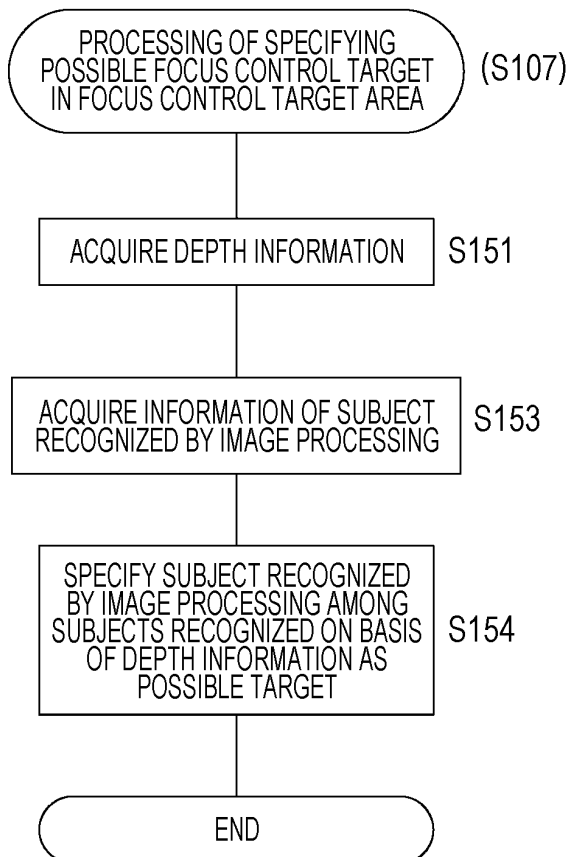 PROCESSING OF SPECIFYING
POSSIBLE FOCUS CONTROL TARGET
IN FOCUS CONTROL TARGET AREA
(S107)
ACQUIRE DEPTH INFORMATION
S151
ACQUIRE INFORMATION OF SUBJECT
RECOGNIZED BY IMAGE PROCESSING
S153
SPECIFY SUBJECT RECOGNIZED
BY IMAGE PROCESSING AMONG
SUBJECTS RECOGNIZED ON BASIS
OF DEPTH INFORMATION AS
POSSIBLE TARGET
S154
END